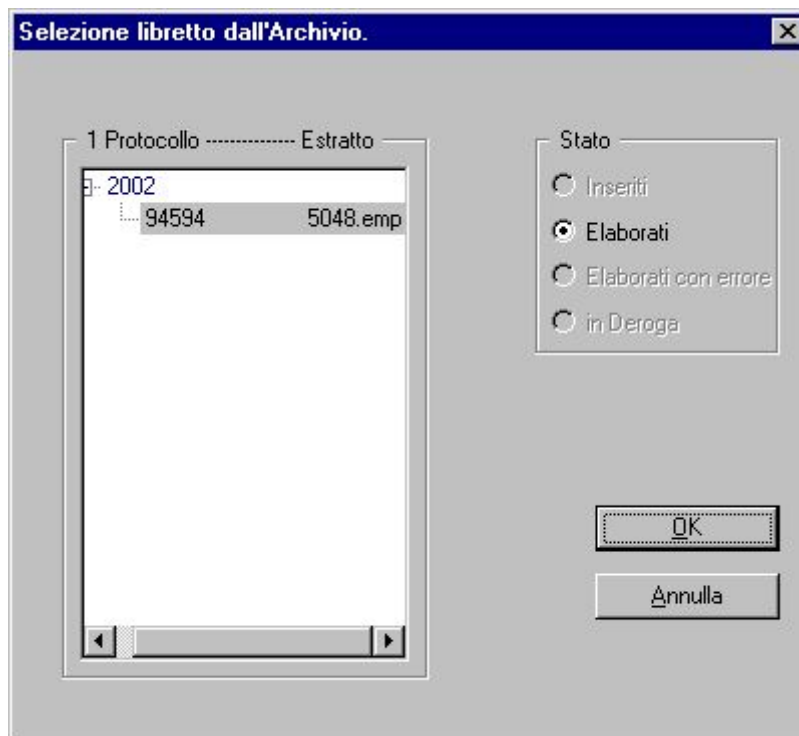 Selezione libretto dall'Archivio.
1 Protocollo -------------- Estratto
2002
94594 5048.emp
Stato
Inseriti
Elaborati
Elaborati con errore
in Deroga
OK
Annulla